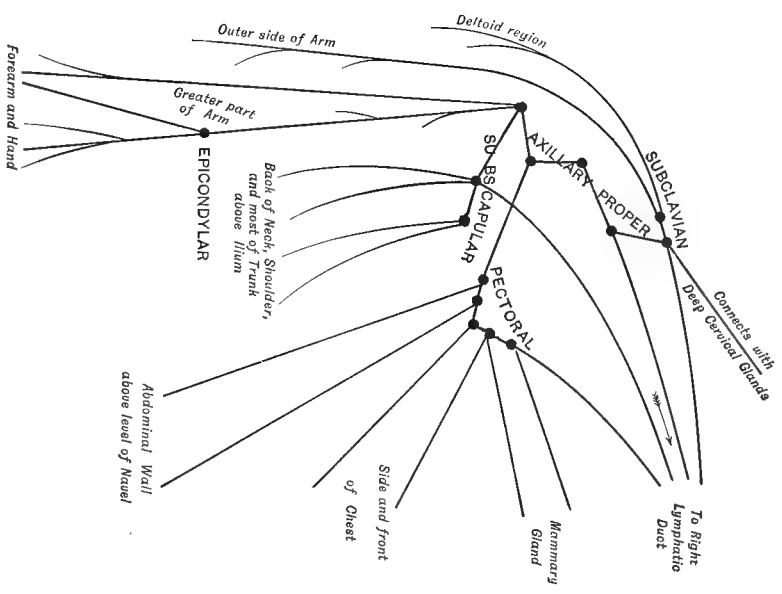 Deltoid region
Outer side of Arm
Forearm and Hand
Greater part
of Arm
EPICONDYLAR
SUBSCAPULAR
AXILLARY PROPER
SUBCLAVIAN
Back of Neck, Shoulder,
and most of Trunk
above Ilium
PECTORAL
Connects with
Deep Cervical Glands
Abdominal Wall
above level of Navel
Side and front
of Chest
Mammary
Gland
To Right
Lymphatic
Duct